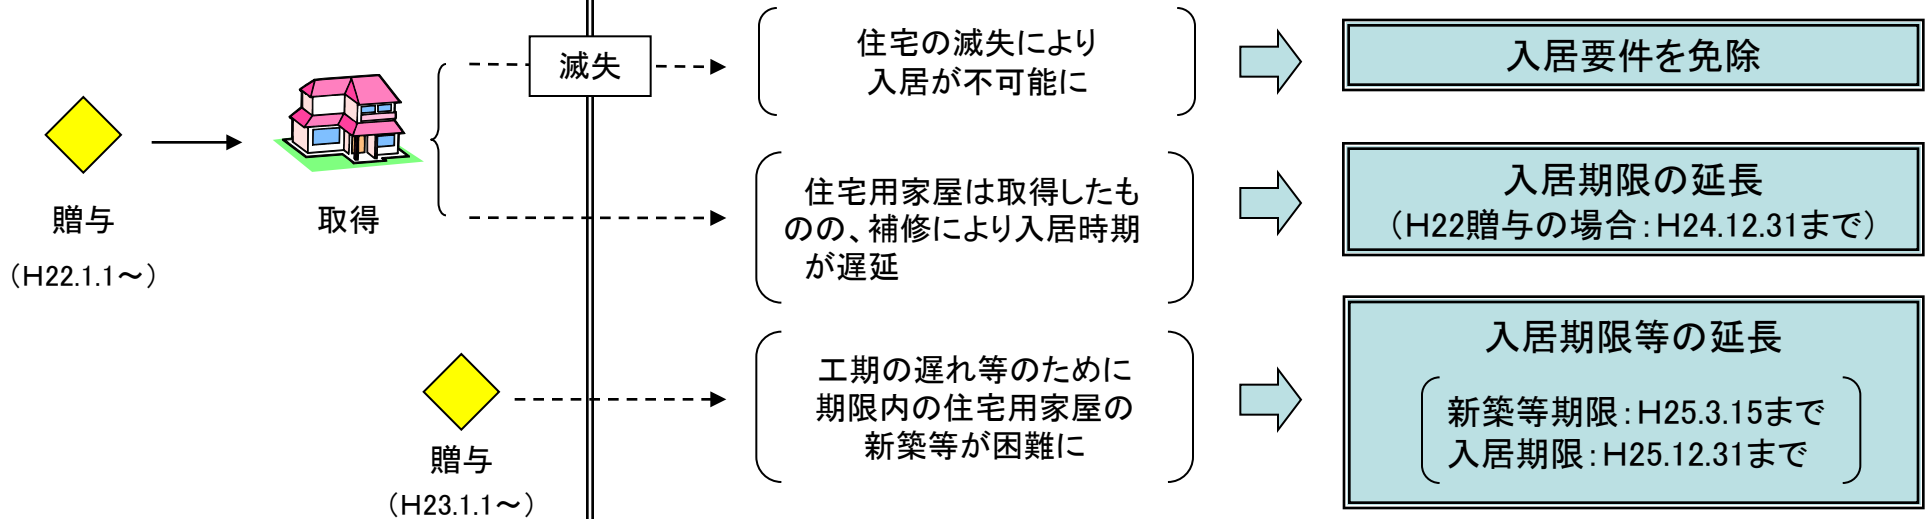 贈与
(H22.1.1～)
取得
滅失
住宅の滅失により
入居が不可能に
入居要件を免除
住宅用家屋は取得したも
のの、補修により入居時期
が遅延
入居期限の延長
(H22贈与の場合：H24.12.31まで)
贈与
(H23.1.1～)
工期の遅れ等のために
期限内の住宅用家屋の
新築等が困難に
入居期限等の延長
新築等期限：H25.3.15まで
入居期限：H25.12.31まで